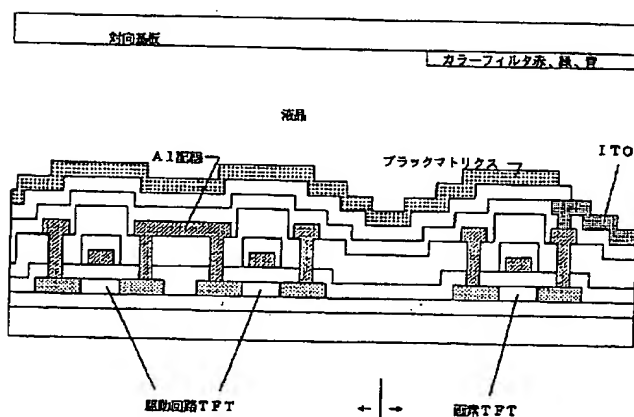 対向基板
カラーフィルタ赤、緑、青
液晶
Al配線
ブラックマトリクス
ITO
駆動回路TFT
←
→
画素TFT